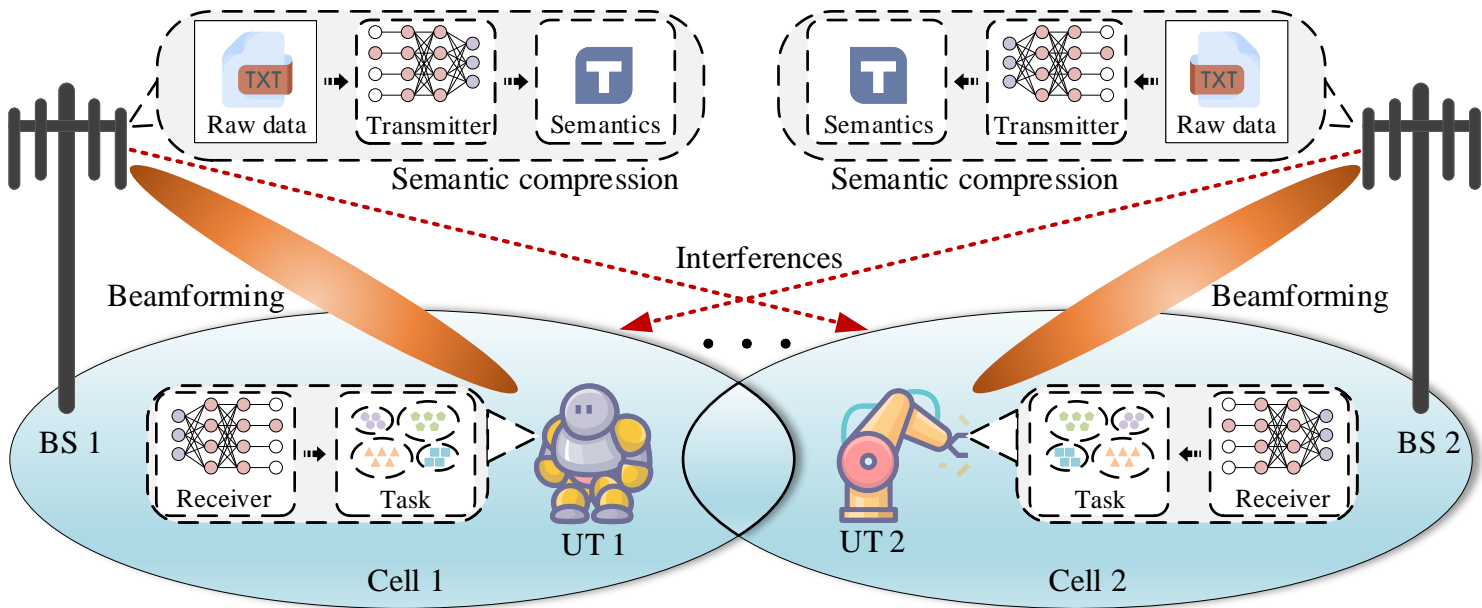 TXT
Raw data
Transmitter
T
Semantics
Semantic compression
T
Semantics
Transmitter
TXT
Raw data
Semantic compression
Interferences
Beamforming
Beamforming
BS 1
Receiver
Task
UT 1
Cell 1
UT 2
Task
Receiver
BS 2
Cell 2